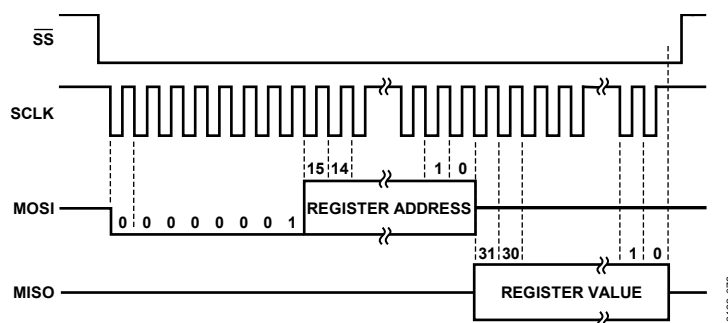 SS
SCLK
15 14 1 0
MOSI 0 0 0 0 0 0 0 1 REGISTER ADDRESS
31 30 1 0
MISO REGISTER VALUE